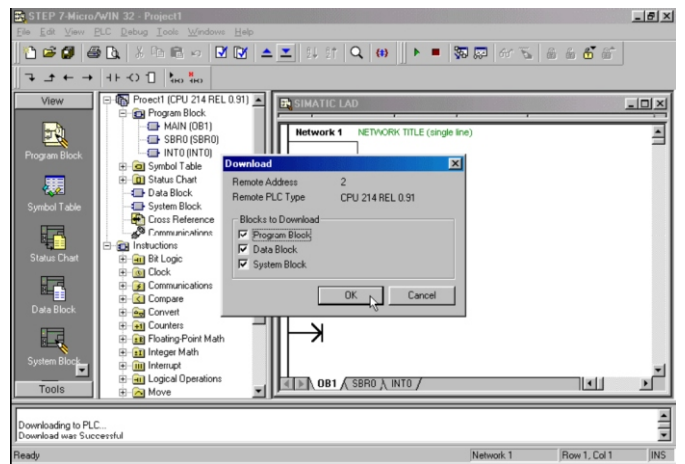 STEP 7-Micro/WIN 32 - Project1
File Edit View PLC Debug Tools Windows Help
View
Program Block
Symbol Table
Status Chart
Data Block
System Block
Tools
Proect1 (CPU 214 REL 0.91)
Program Block
MAIN (OB1)
SBR0 (SBR0)
INT0 (INT0)
Symbol Table
Status Chart
Data Block
System Block
Cross Reference
Communications
Instructions
Bit Logic
Clock
Communications
Compare
Convert
Counters
Floating-Point Math
Integer Math
Interrupt
Logical Operations
Move
SIMATIC LAD
Network 1 NETWORK TITLE (single line)
Download
Remote Address 2
Remote PLC Type CPU 214 REL 0.91
Blocks to Download
Program Block
Data Block
System Block
OK Cancel
OB1 SBR0 INT0
Downloading to PLC...
Download was Successful
Ready Network 1 Row 1, Col 1 INS